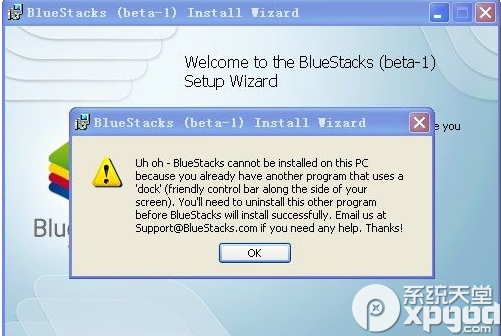 BlueStacks (beta-1) Install Wizard
Welcome to the BlueStacks (beta-1)
Setup Wizard
e you
BlueStacks (beta-1) Install Wizard
Uh oh - BlueStacks cannot be installed on this PC
because you already have another program that uses a
'dock' (friendly control bar along the side of your
screen). You'll need to uninstall this other program
before BlueStacks will install successfully. Email us at
Support@BlueStacks.com if you need any help. Thanks!
OK
Blu
系统天堂
xpgod